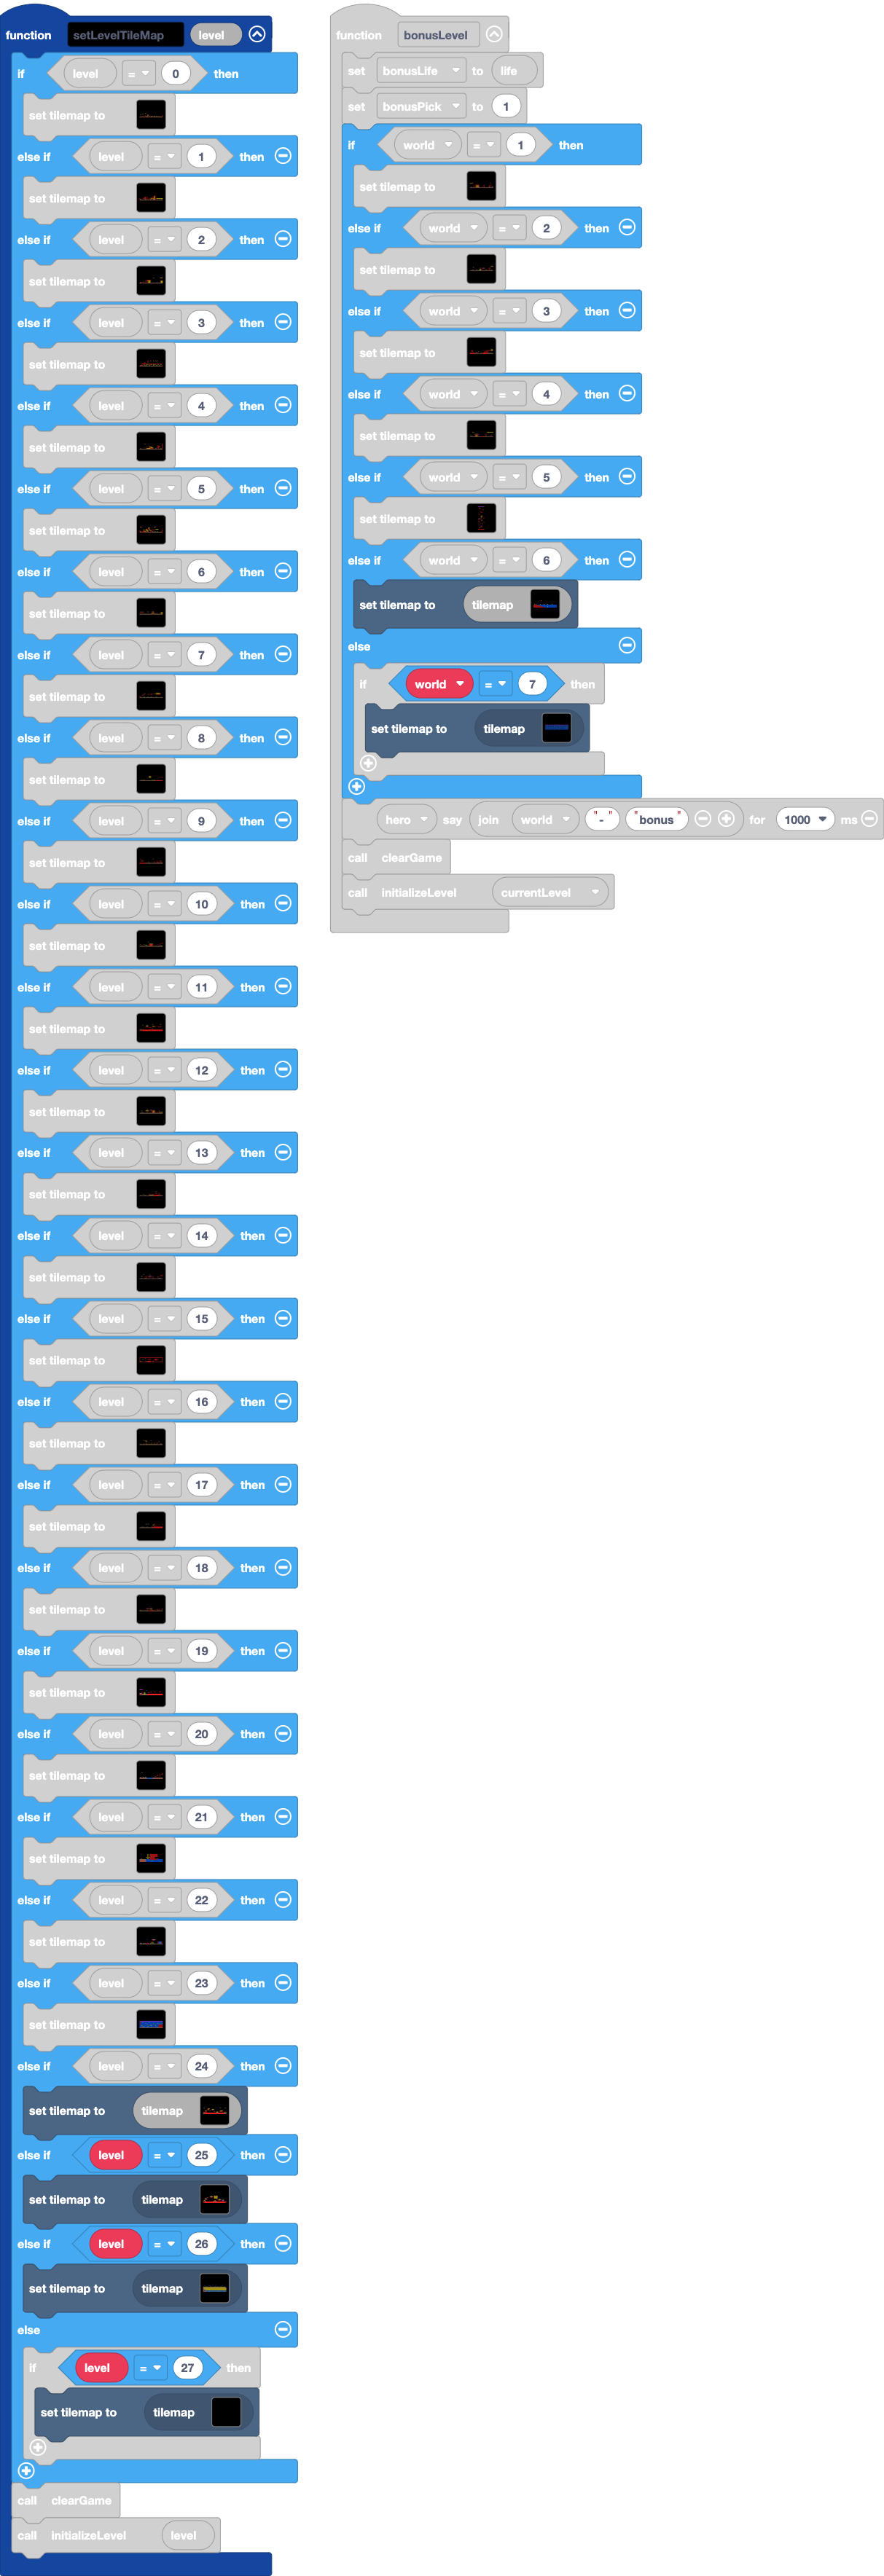 function setLevelTileMap level
if level = 0 then
set tilemap to
else if level = 1 then
set tilemap to
else if level = 2 then
set tilemap to
else if level = 3 then
set tilemap to
else if level = 4 then
set tilemap to
else if level = 5 then
set tilemap to
else if level = 6 then
set tilemap to
else if level = 7 then
set tilemap to
else if level = 8 then
set tilemap to
else if level = 9 then
set tilemap to
else if level = 10 then
set tilemap to
else if level = 11 then
set tilemap to
else if level = 12 then
set tilemap to
else if level = 13 then
set tilemap to
else if level = 14 then
set tilemap to
else if level = 15 then
set tilemap to
else if level = 16 then
set tilemap to
else if level = 17 then
set tilemap to
else if level = 18 then
set tilemap to
else if level = 19 then
set tilemap to
else if level = 20 then
set tilemap to
else if level = 21 then
set tilemap to
else if level = 22 then
set tilemap to
else if level = 23 then
set tilemap to
else if level = 24 then
set tilemap to tilemap
else if level = 25 then
set tilemap to tilemap
else if level = 26 then
set tilemap to tilemap
else
if level = 27 then
set tilemap to tilemap
call clearGame
call initializeLevel level
function bonusLevel
set bonusLife to life
set bonusPick to 1
if world = 1 then
set tilemap to
else if world = 2 then
set tilemap to
else if world = 3 then
set tilemap to
else if world = 4 then
set tilemap to
else if world = 5 then
set tilemap to
else if world = 6 then
set tilemap to tilemap
else
if world = 7 then
set tilemap to tilemap
hero say join world "-" "bonus" for 1000 ms
call clearGame
call initializeLevel currentLevel